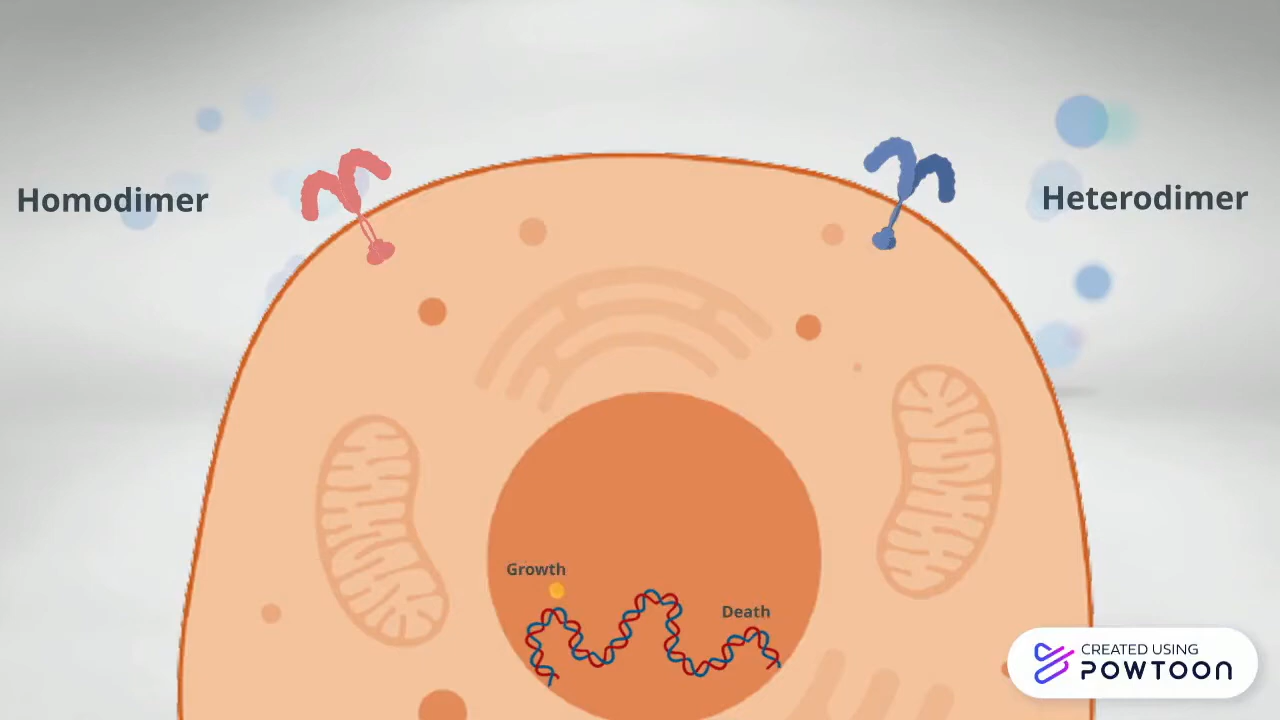 Homodimer
Heterodimer
Growth
Death
CREATED USING
POWTOON